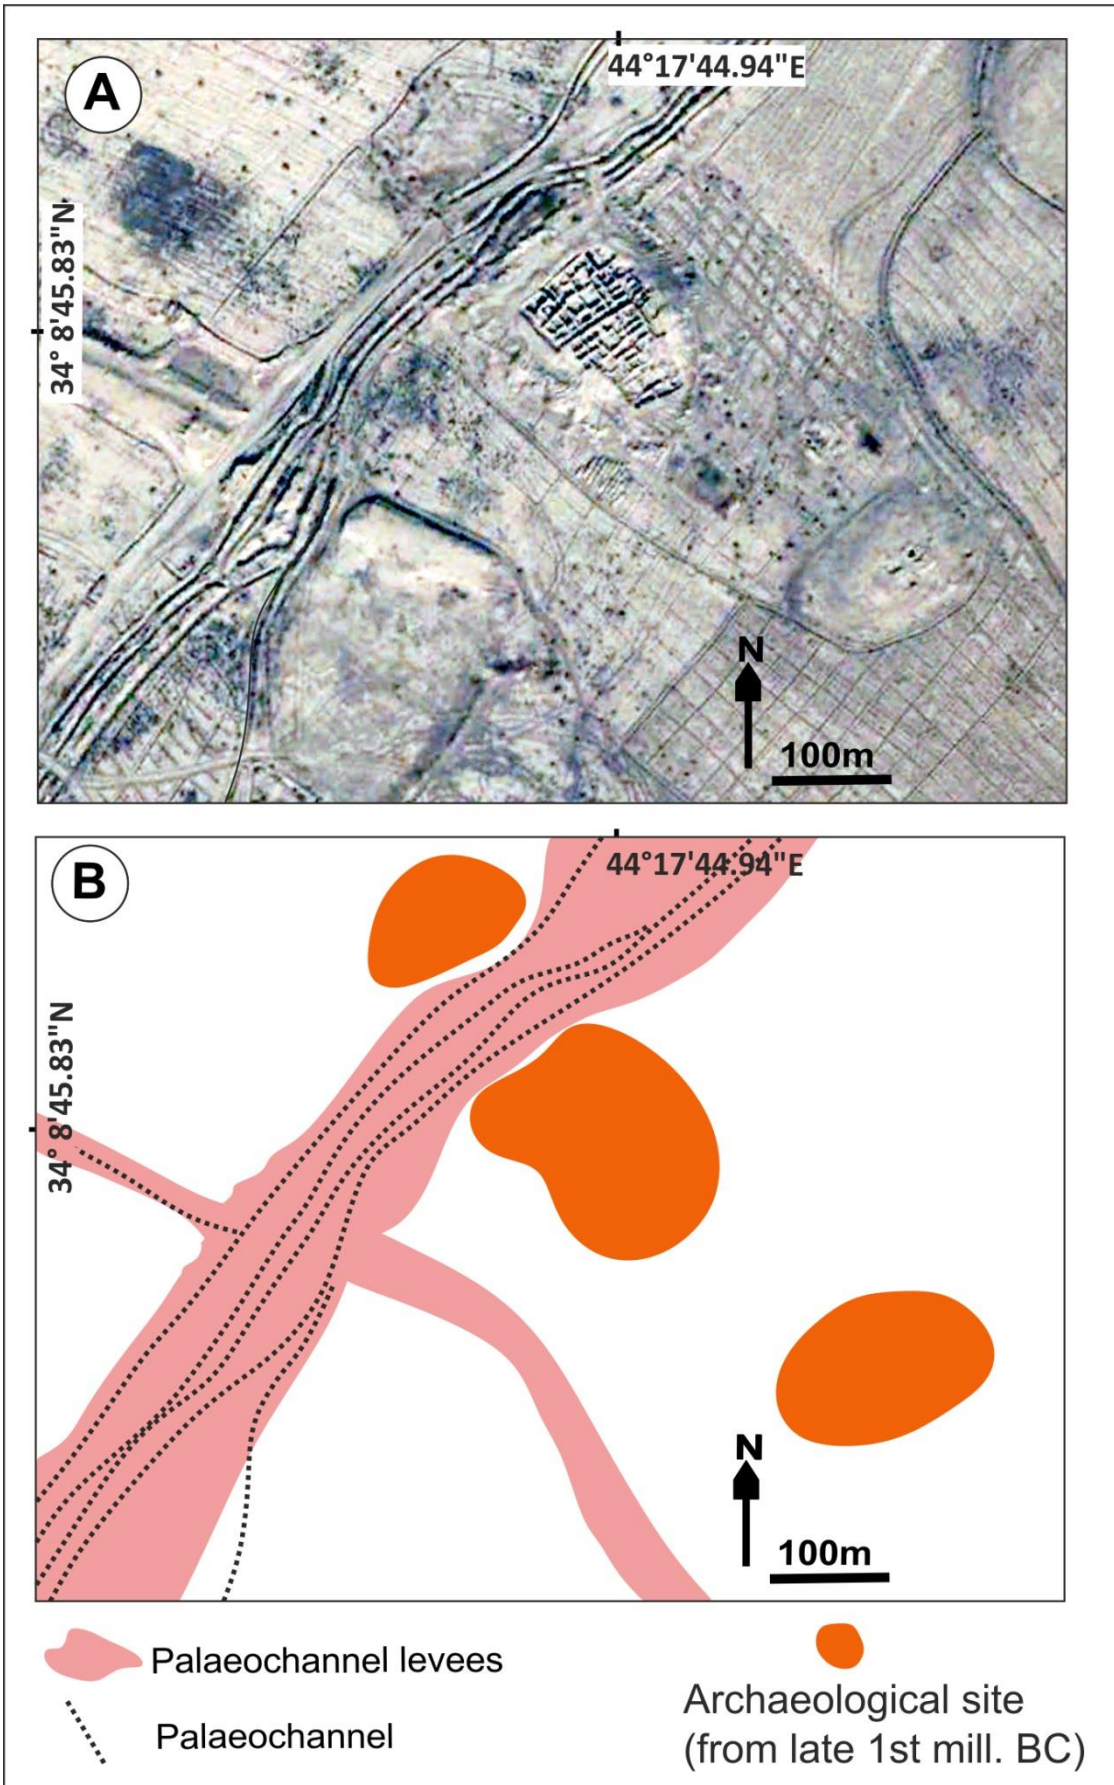 A
44°17'44.94"E
34° 8'45.83"N
N
100m
B
44°17'44.94"E
34° 8'45.83"N
N
100m
Palaeochannel levees
Palaeochannel
Archaeological site
(from late 1st mill. BC)